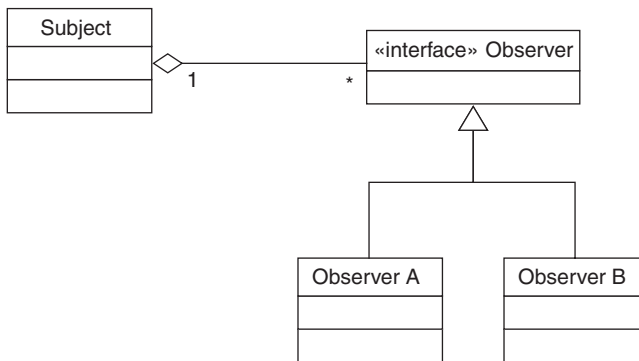 Subject
«interface» Observer
1
*
Observer A
Observer B